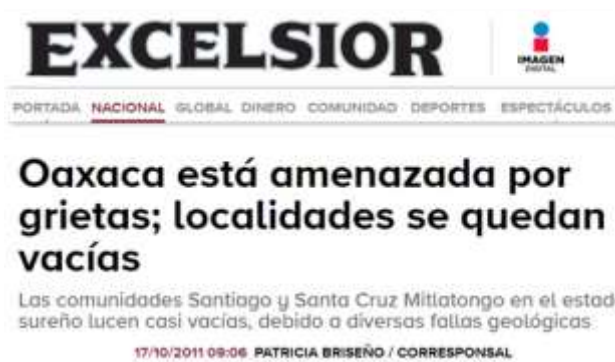 EXCELSIOR
IMAGEN
DIGITAL
PORTADA NACIONAL GLOBAL DINERO COMUNIDAD DEPORTES ESPECTÁCULOS
Oaxaca está amenazada por
grietas; localidades se quedan
vacías
Las comunidades Santiago y Santa Cruz Mitlatongo en el estad
sureño lucen casi vacías, debido a diversas fallas geológicas
17/10/2011 09:06 PATRICIA BRISEÑO / CORRESPONSAL